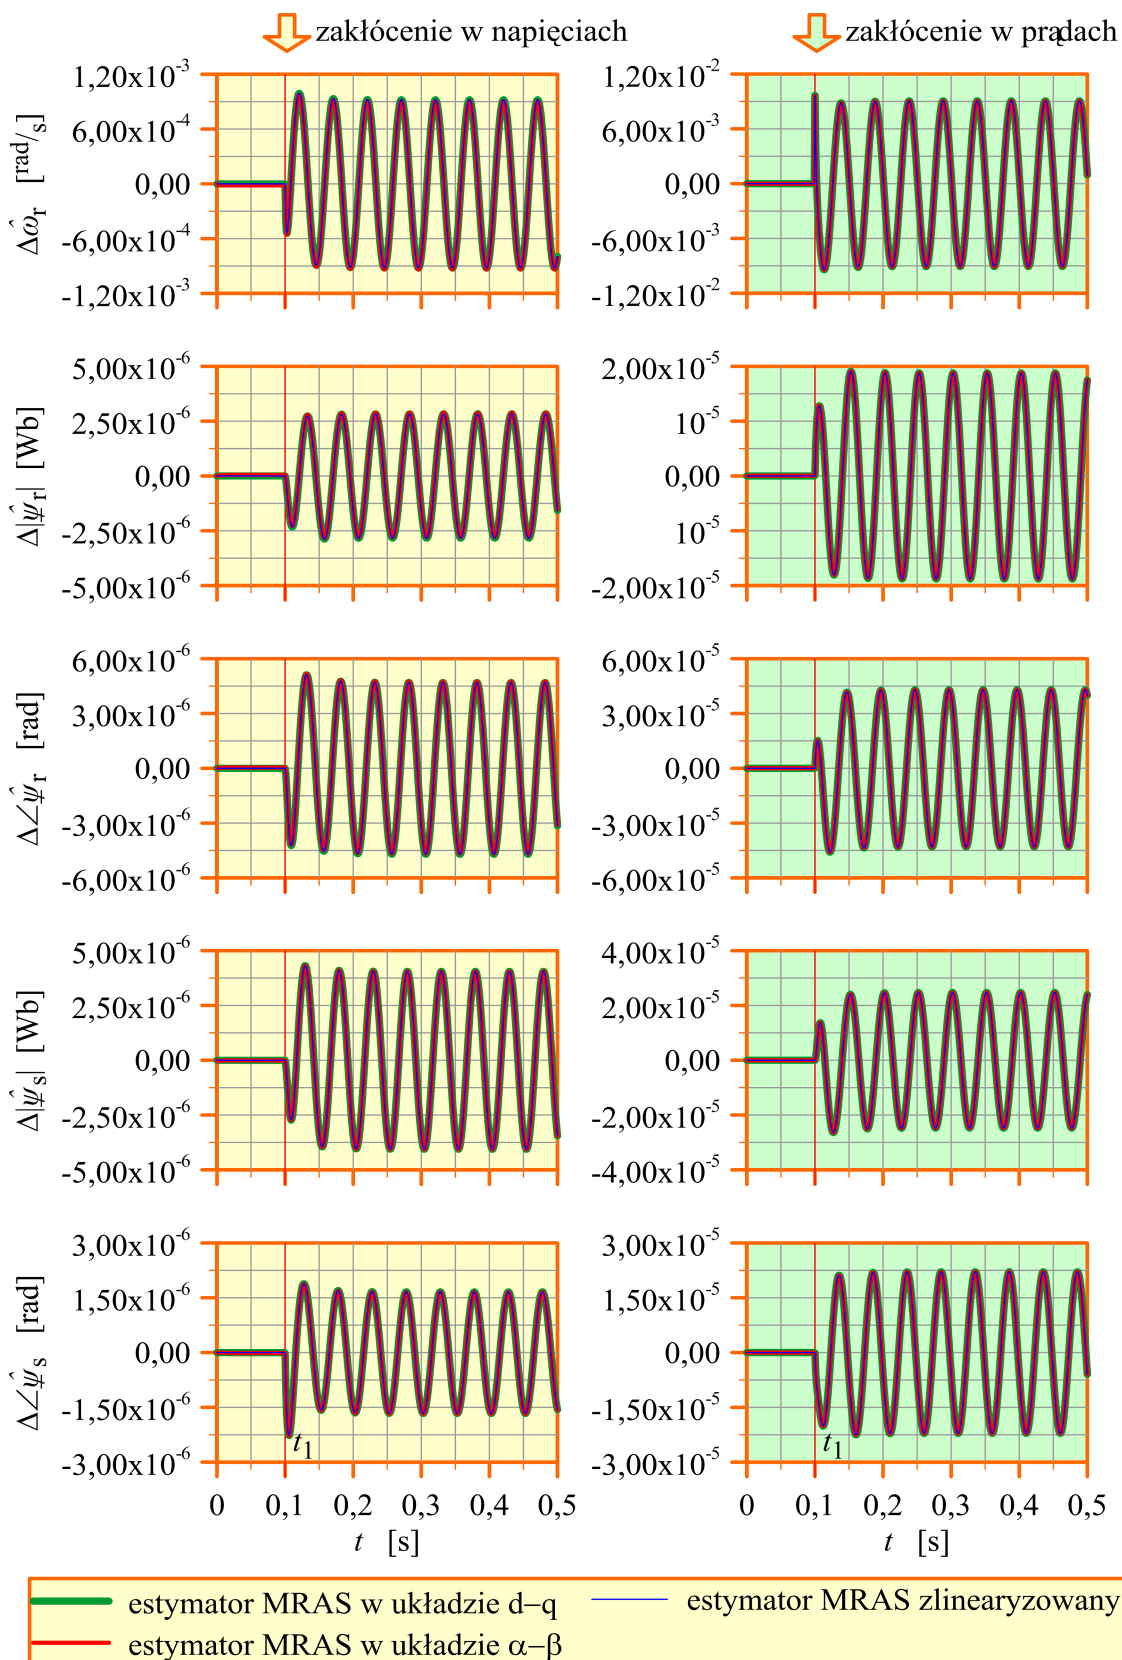 zakłócenie w napięciach
zakłócenie w prądach
Δω̂r [rad/s]
1,20x10⁻³
6,00x10⁻⁴
0,00
-6,00x10⁻⁴
-1,20x10⁻³
1,20x10⁻²
6,00x10⁻³
0,00
-6,00x10⁻³
-1,20x10⁻²
Δ|ψ̂r| [Wb]
5,00x10⁻⁶
2,50x10⁻⁶
0,00
-2,50x10⁻⁶
-5,00x10⁻⁶
2,00x10⁻⁵
10⁻⁵
0,00
10⁻⁵
-2,00x10⁻⁵
Δ∠ψ̂r [rad]
6,00x10⁻⁶
3,00x10⁻⁶
0,00
-3,00x10⁻⁶
-6,00x10⁻⁶
6,00x10⁻⁵
3,00x10⁻⁵
0,00
-3,00x10⁻⁵
-6,00x10⁻⁵
Δ|ψ̂s| [Wb]
5,00x10⁻⁶
2,50x10⁻⁶
0,00
-2,50x10⁻⁶
-5,00x10⁻⁶
4,00x10⁻⁵
2,00x10⁻⁵
0,00
-2,00x10⁻⁵
-4,00x10⁻⁵
Δ∠ψ̂s [rad]
3,00x10⁻⁶
1,50x10⁻⁶
0,00
-1,50x10⁻⁶
-3,00x10⁻⁶
t1
3,00x10⁻⁵
1,50x10⁻⁵
0,00
-1,50x10⁻⁵
-3,00x10⁻⁵
t1
0 0,1 0,2 0,3 0,4 0,5
t [s]
0 0,1 0,2 0,3 0,4 0,5
t [s]
estymator MRAS w układzie d−q
estymator MRAS zlinearyzowany
estymator MRAS w układzie α−β